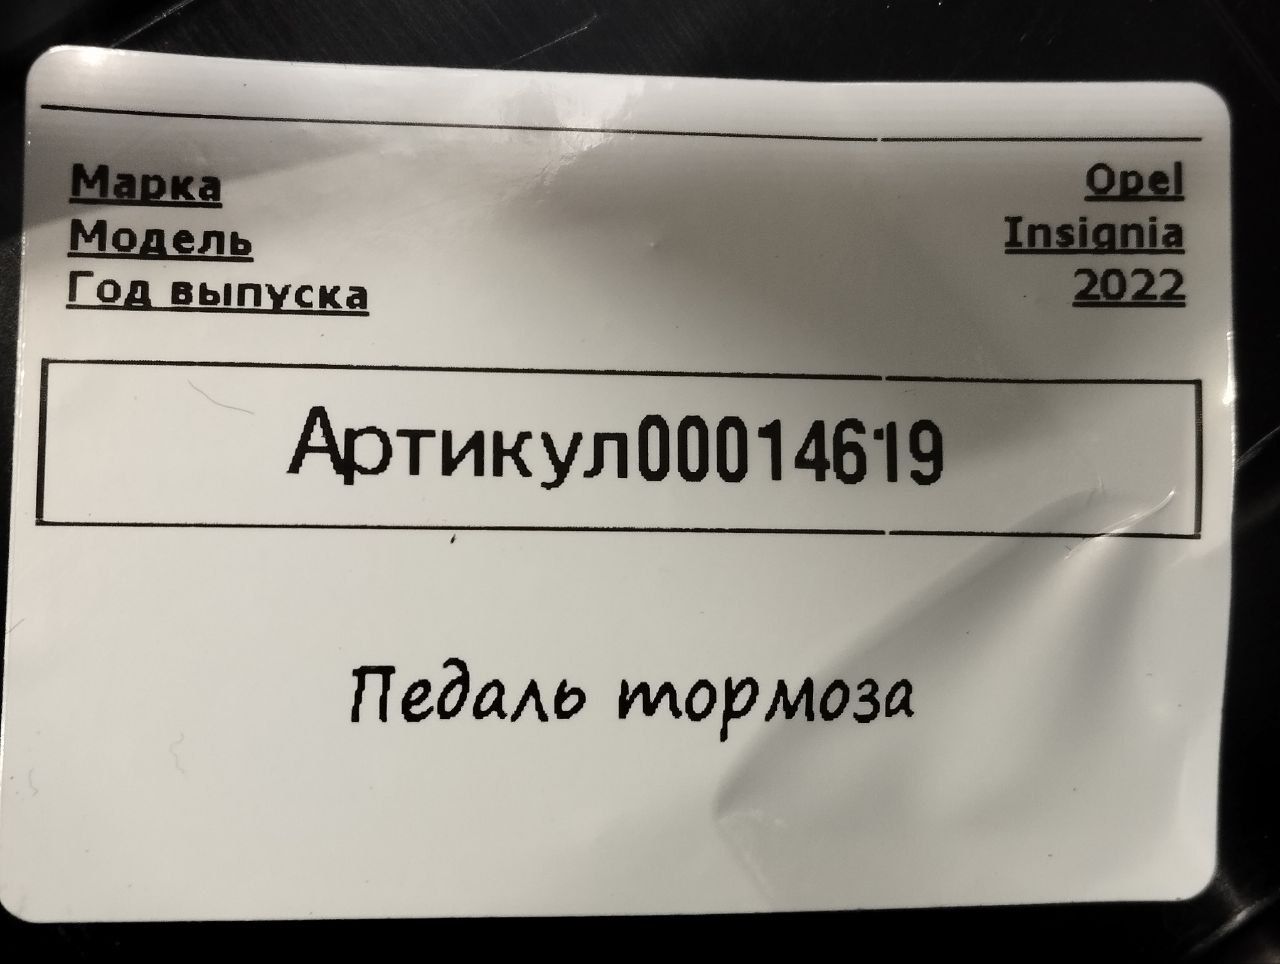 Марка Opel
Модель Insignia
Год выпуска 2022
Артикул00014619
Педаль тормоза